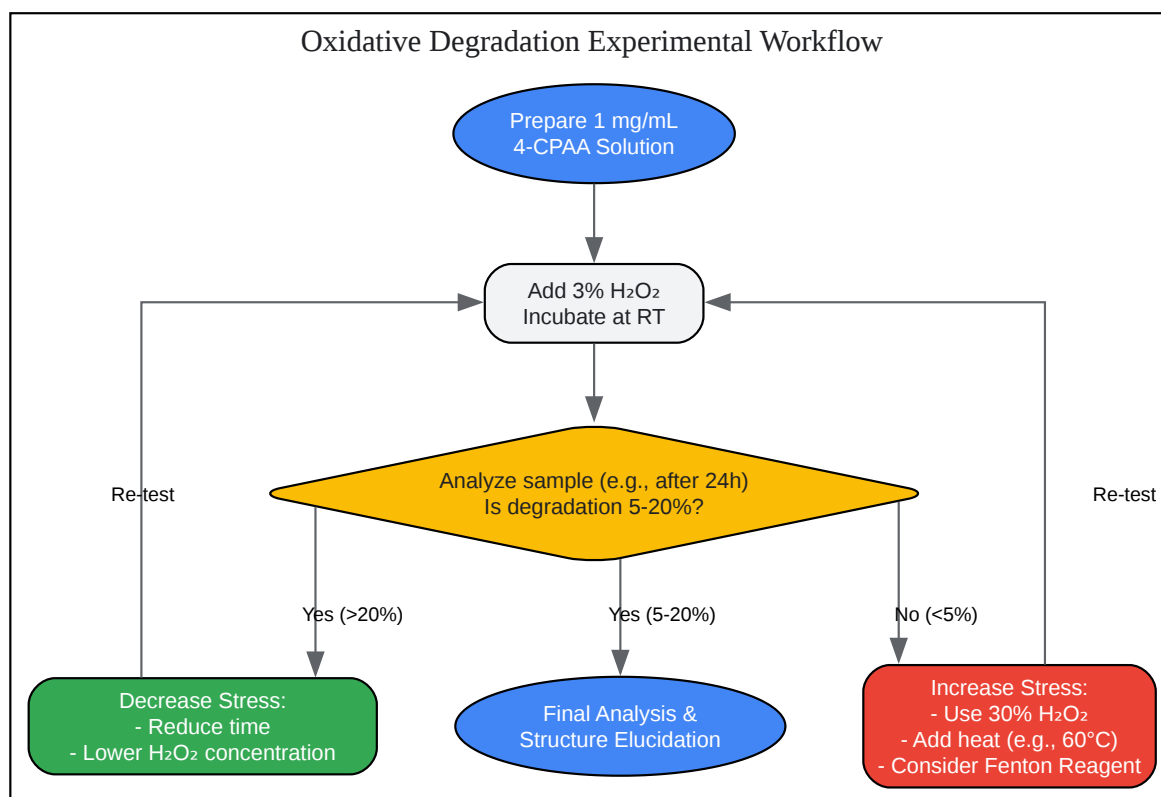 Oxidative Degradation Experimental Workflow
Prepare 1 mg/mL
4-CPAA Solution
Add 3% H₂O₂
Incubate at RT
Analyze sample (e.g., after 24h)
Is degradation 5-20%?
Re-test
Re-test
Yes (>20%)
Yes (5-20%)
No (<5%)
Decrease Stress:
- Reduce time
- Lower H₂O₂ concentration
Final Analysis &
Structure Elucidation
Increase Stress:
- Use 30% H₂O₂
- Add heat (e.g., 60°C)
- Consider Fenton Reagent